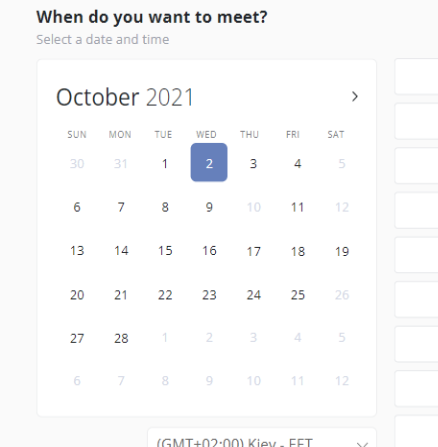 When do you want to meet?
Select a date and time
October 2021
SUN MON TUE WED THU FRI SAT
30 31 1 2 3 4 5
6 7 8 9 10 11 12
13 14 15 16 17 18 19
20 21 22 23 24 25 26
27 28 1 2 3 4 5
6 7 8 9 10 11 12
(GMT+02:00) Kiev - EET